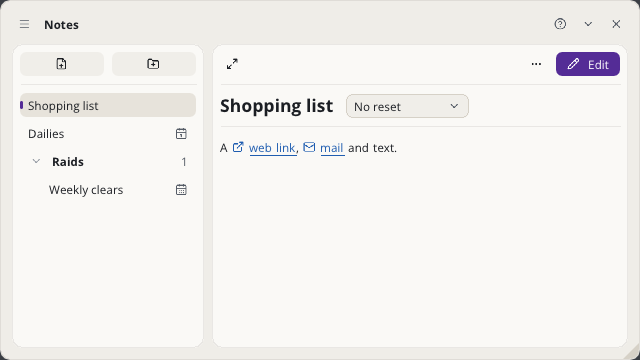 Notes
Edit
Shopping list
Dailies
Raids 1
Weekly clears
Shopping list No reset
A web link, mail and text.